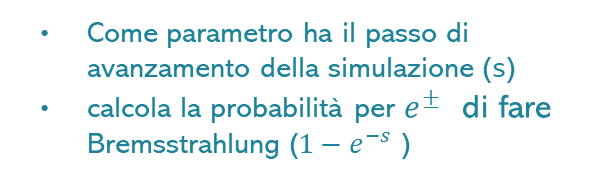 • Come parametro ha il passo di
avanzamento della simulazione (s)
• calcola la probabilità per e± di fare
Bremsstrahlung (1 − e⁻ˢ )